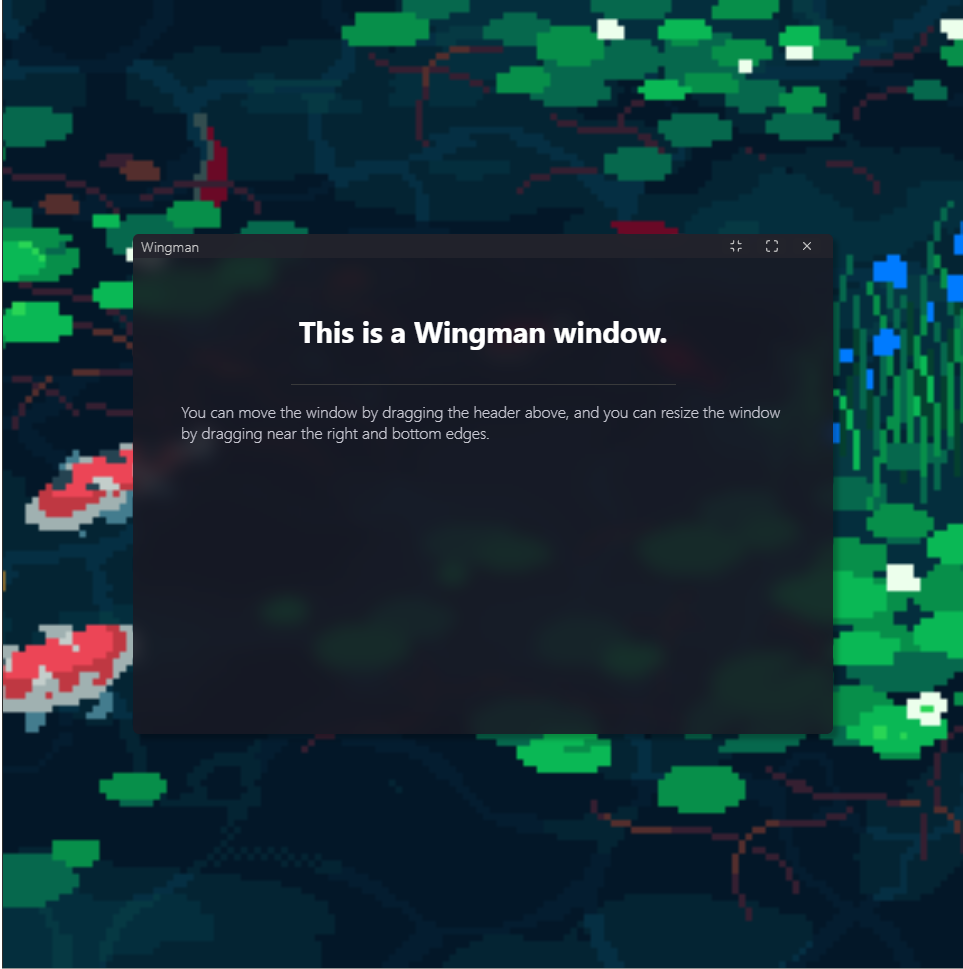 Wingman
This is a Wingman window.
You can move the window by dragging the header above, and you can resize the window
by dragging near the right and bottom edges.